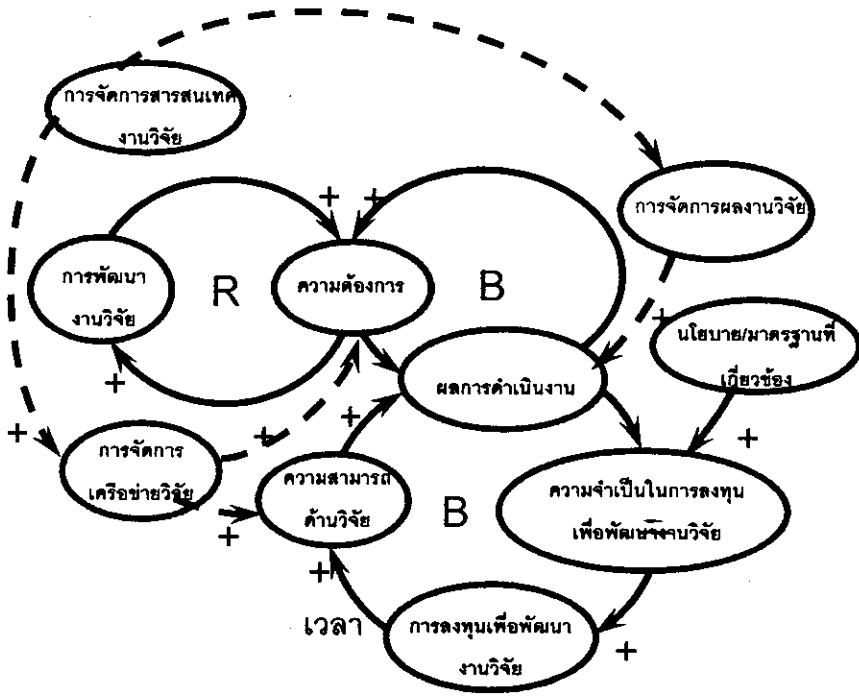 การจัดการสารสนเทศ
งานวิจัย
+
+
การจัดการผลงานวิจัย
การพัฒนา
งานวิจัย
R
ความต้องการ
B
+
นโยบาย/มาตรฐานที่
เกี่ยวข้อง
+
ผลการดำเนินงาน
+
+
+
+
การจัดการ
เครือข่ายวิจัย
ความสามารถ
ด้านวิจัย
B
ความจำเป็นในการลงทุน
+
+
เวลา
การลงทุนเพื่อพัฒนา
งานวิจัย
+